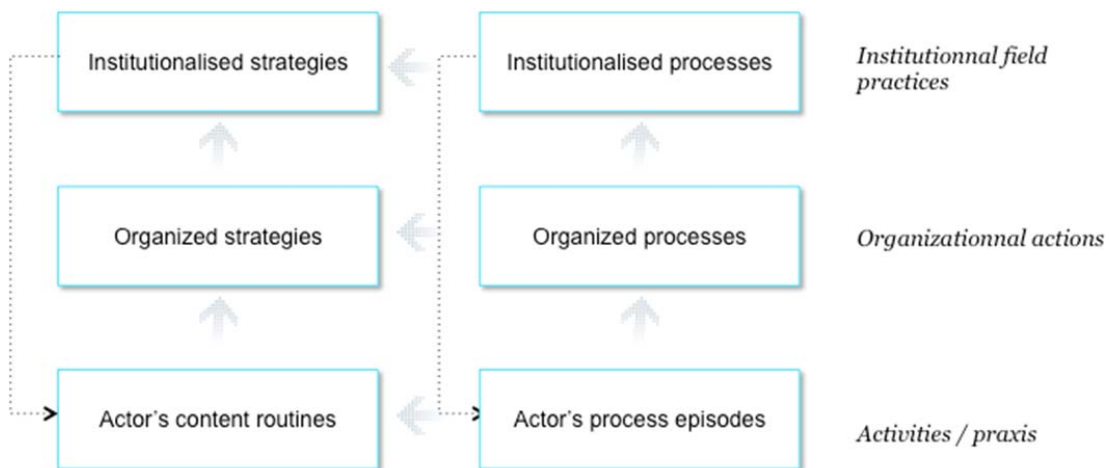 Institutionalised strategies
Institutionalised processes
Institutionnal field
practices
Organized strategies
Organized processes
Organizationnal actions
Actor's content routines
Actor's process episodes
Activities / praxis